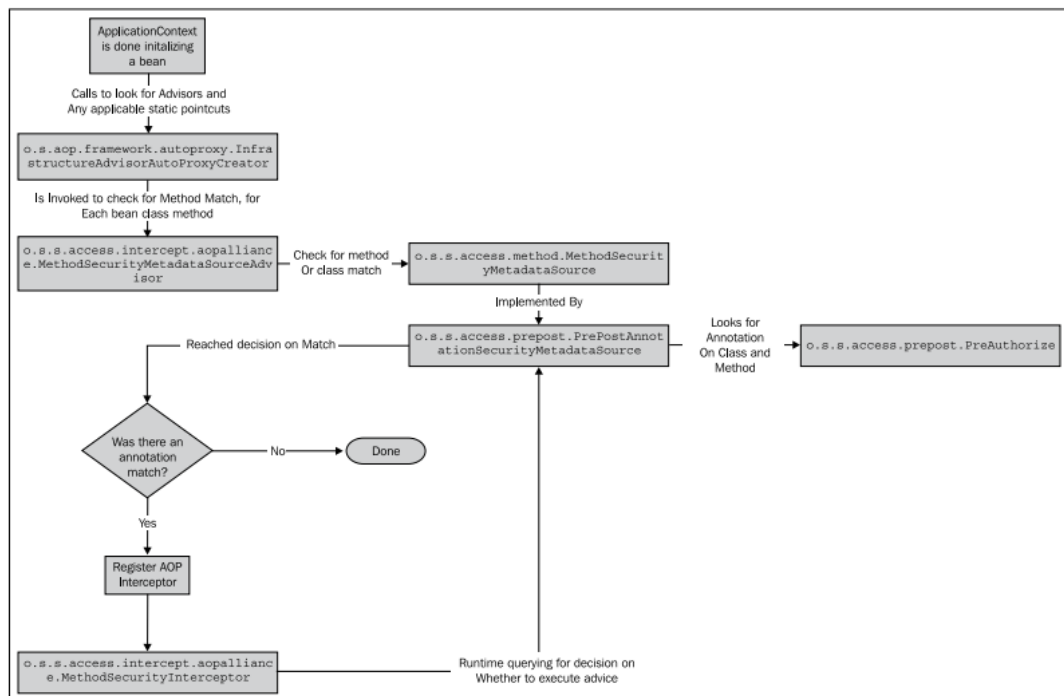 ApplicationContext
is done initalizing
a bean
Calls to look for Advisors and
Any applicable static pointcuts
o.s.aop.framework.autoproxy.Infra
structureAdvisorAutoProxyCreator
Is Invoked to check for Method Match, for
Each bean class method
o.s.s.access.intercept.aopallianc
e.MethodSecurityMetadataSourceAdv
isor
Check for method
Or class match
o.s.s.access.method.MethodSecurit
yMetadataSource
Implemented By
o.s.s.access.prepost.PrePostAnnot
ationSecurityMetadataSource
Looks for
Annotation
On Class and
Method
o.s.s.access.prepost.PreAuthorize
Reached decision on Match
Was there an
annotation
match?
No
Done
Yes
Register AOP
Interceptor
o.s.s.access.intercept.aopallianc
e.MethodSecurityInterceptor
Runtime querying for decision on
Whether to execute advice